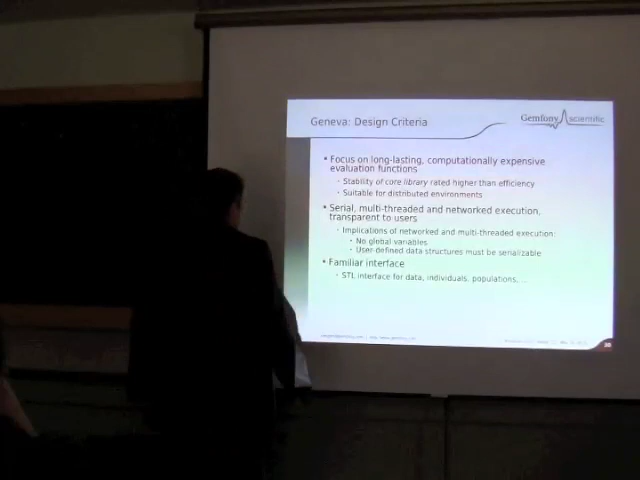 Geneva: Design Criteria
Gemfony scientific
• Focus on long-lasting, computationally expensive
evaluation functions
· Stability of core library rated higher than efficiency
· Suitable for distributed environments
• Serial, multi-threaded and networked execution,
transparent to users
· Implications of networked and multi-threaded execution:
• No global variables
• User-defined data structures must be serializable
• Familiar interface
· STL interface for data, individuals, populations, ...